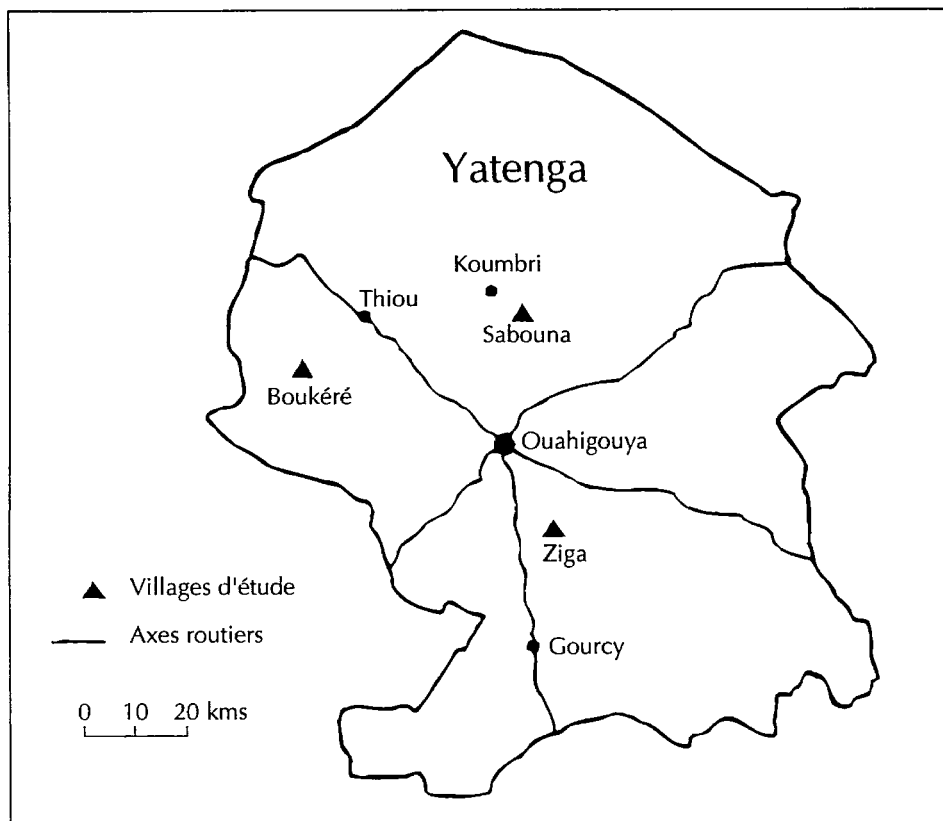 Yatenga
Koumbri
Thiou
Sabouna
Boukéré
Ouahigouya
Ziga
Villages d'étude
Axes routiers
Gourcy
0 10 20 kms